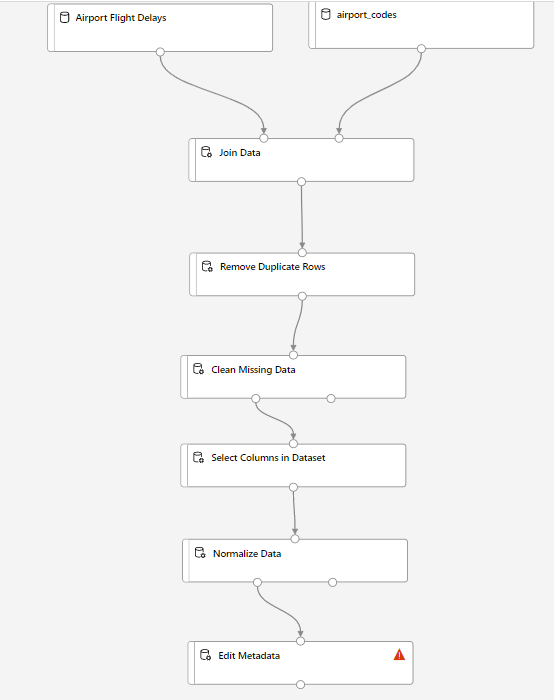 Airport Flight Delays
airport_codes
Join Data
Remove Duplicate Rows
Clean Missing Data
Select Columns in Dataset
Normalize Data
Edit Metadata